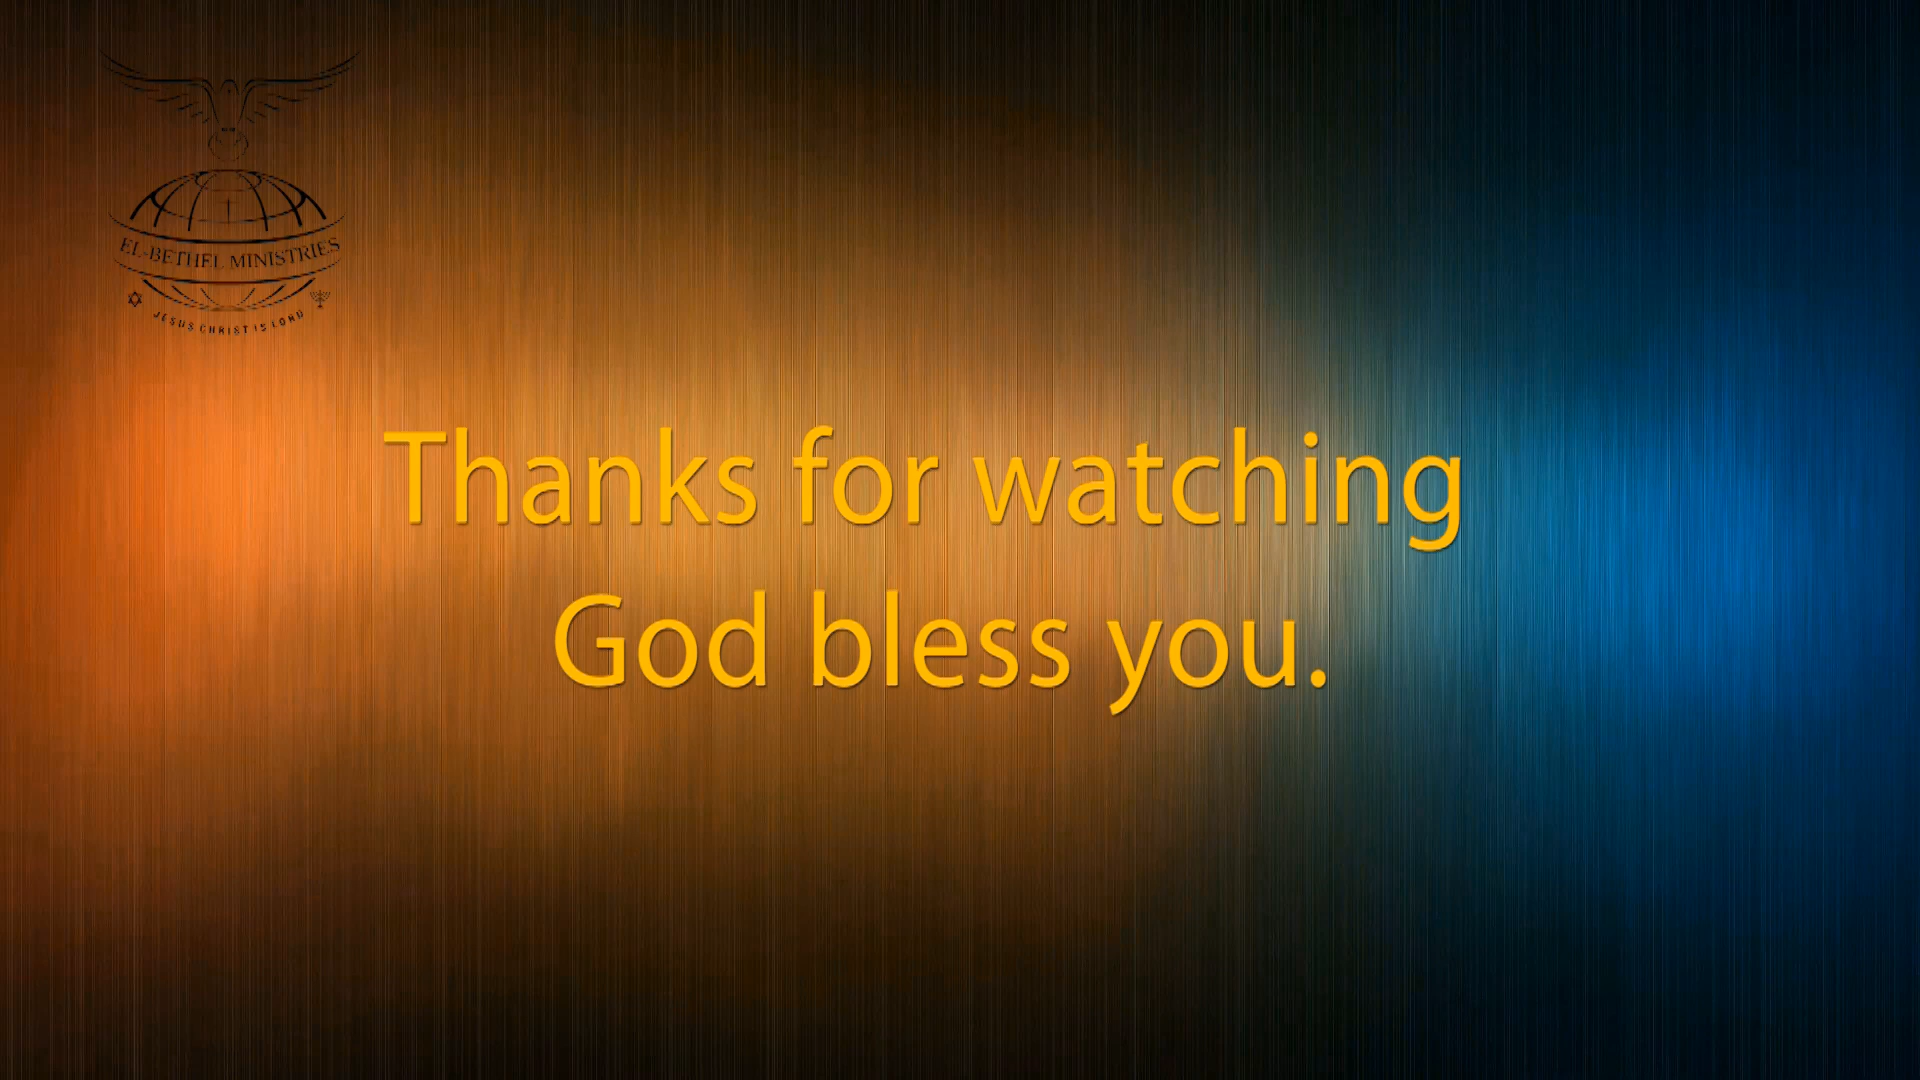 EL-BETHEL MINISTRIES
JESUS CHRIST IS LORD
Thanks for watching
God bless you.